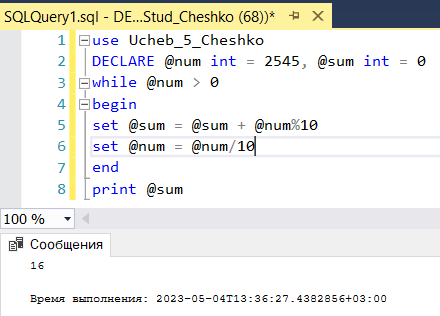 SQLQuery1.sql - DE...Stud_Cheshko (68))*
1 use Ucheb_5_Cheshko
2 DECLARE @num int = 2545, @sum int = 0
3 while @num > 0
4 begin
5 set @sum = @sum + @num%10
6 set @num = @num/10
7 end
8 print @sum
100 %
Сообщения
16
Время выполнения: 2023-05-04T13:36:27.4382856+03:00